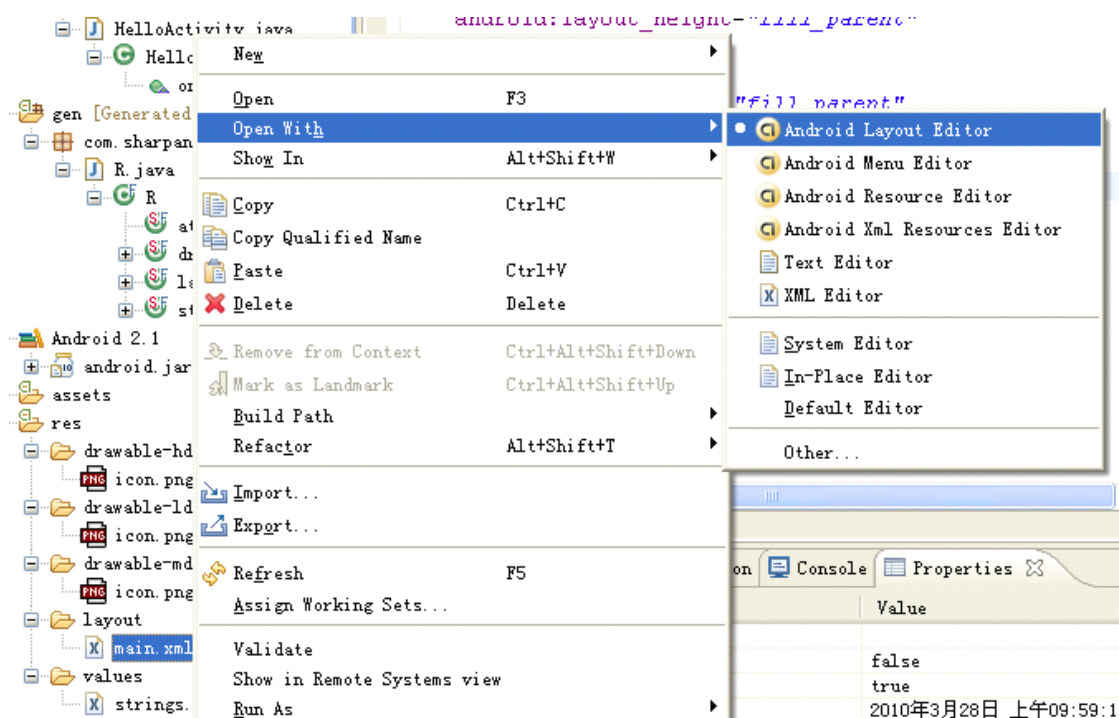 HelloActivity.java
Hello
gen [Generated
com.sharpan
R.java
R
Android 2.1
android.jar
assets
res
drawable-hd
icon.png
drawable-ld
icon.png
drawable-md
icon.png
layout
main.xml
values
strings.
android:layout_height="fill_parent"
"fill_parent"
New
Open F3
Open With
Show In Alt+Shift+W
Copy Ctrl+C
Copy Qualified Name
Paste Ctrl+V
Delete Delete
Remove from Context Ctrl+Alt+Shift+Down
Mark as Landmark Ctrl+Alt+Shift+Up
Build Path
Refactor Alt+Shift+T
Import...
Export...
Refresh F5
Assign Working Sets...
Validate
Show in Remote Systems view
Run As
Android Layout Editor
Android Menu Editor
Android Resource Editor
Android Xml Resources Editor
Text Editor
XML Editor
System Editor
In-Place Editor
Default Editor
Other...
on Console Properties
Value
false
true
2010年3月28日 上午09:59:1